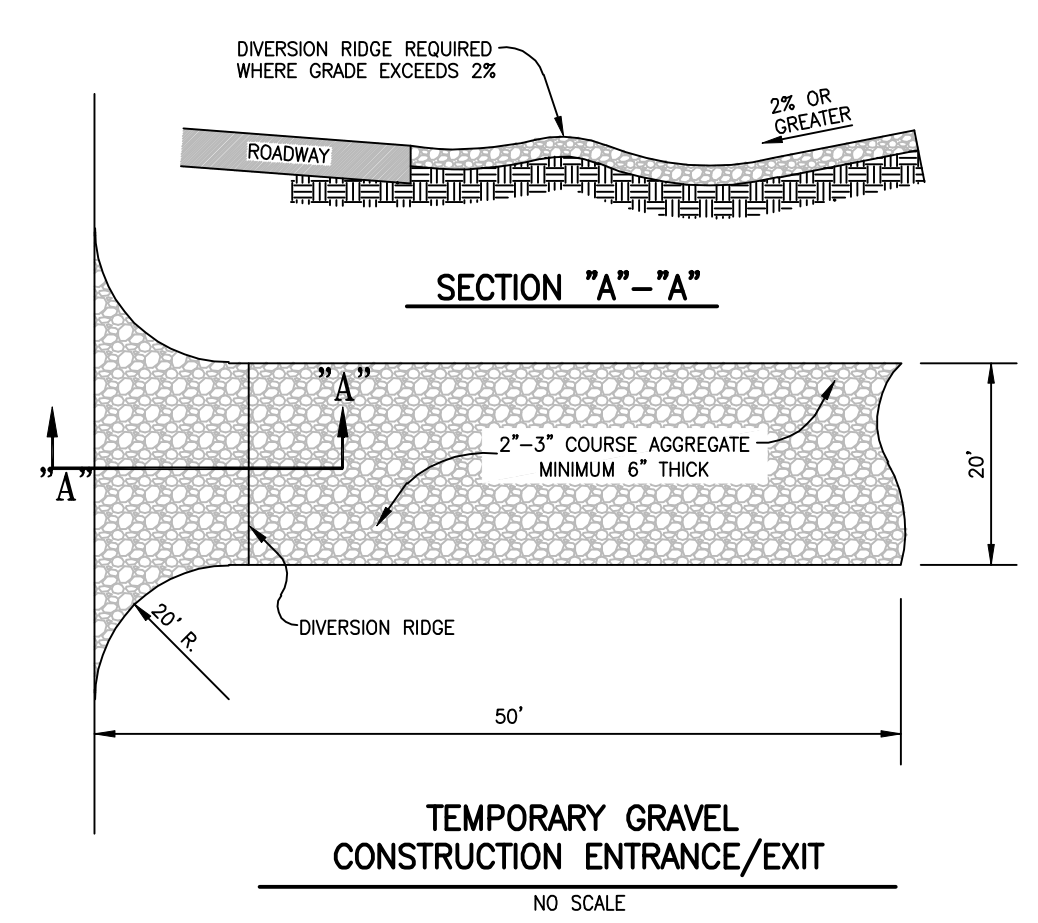 DIVERSION RIDGE REQUIRED
WHERE GRADE EXCEEDS 2%
2% OR
GREATER
ROADWAY
SECTION "A"-"A"
"A"
"A"
2"-3" COURSE AGGREGATE
MINIMUM 6" THICK
20'
20' R.
DIVERSION RIDGE
50'
TEMPORARY GRAVEL
CONSTRUCTION ENTRANCE/EXIT
NO SCALE